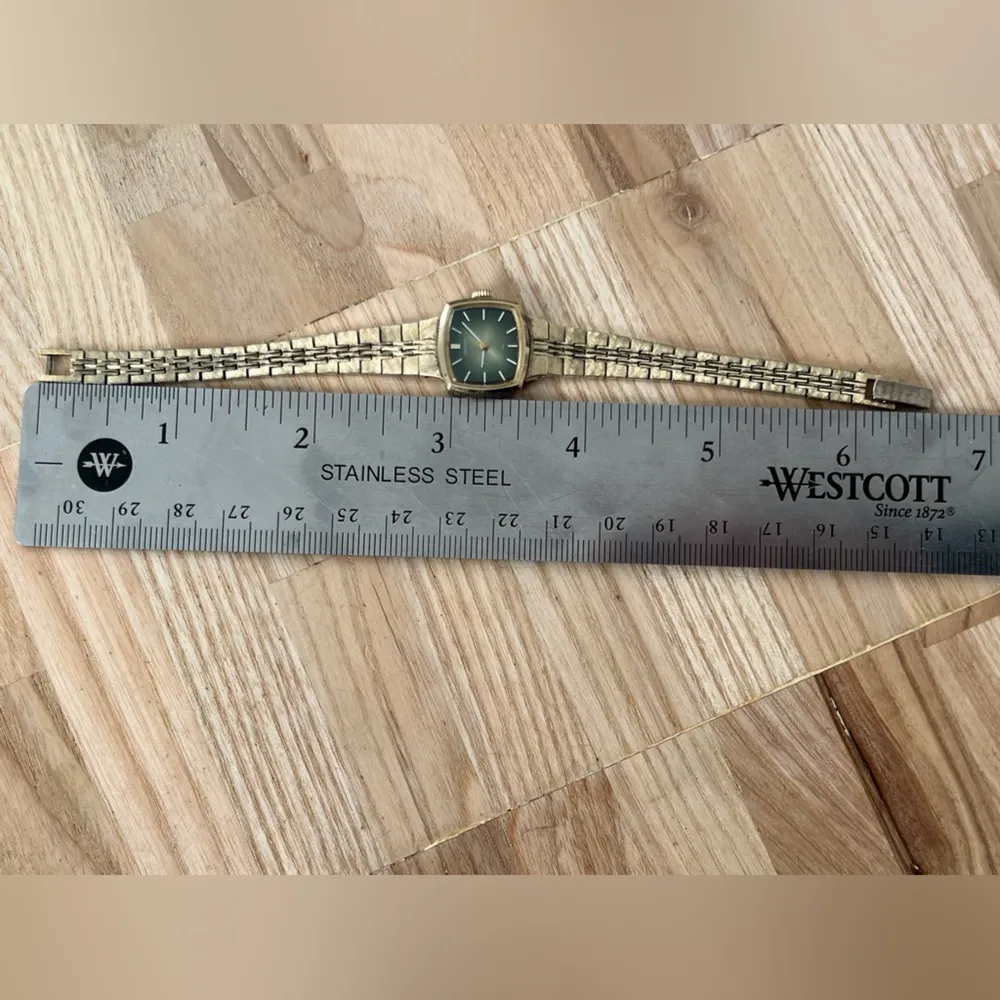 1 2 3 4 5 6 7
W
STAINLESS STEEL
WESTCOTT
Since 1872®
30 29 28 27 26 25 24 23 22 21 20 19 18 17 16 15 14 13